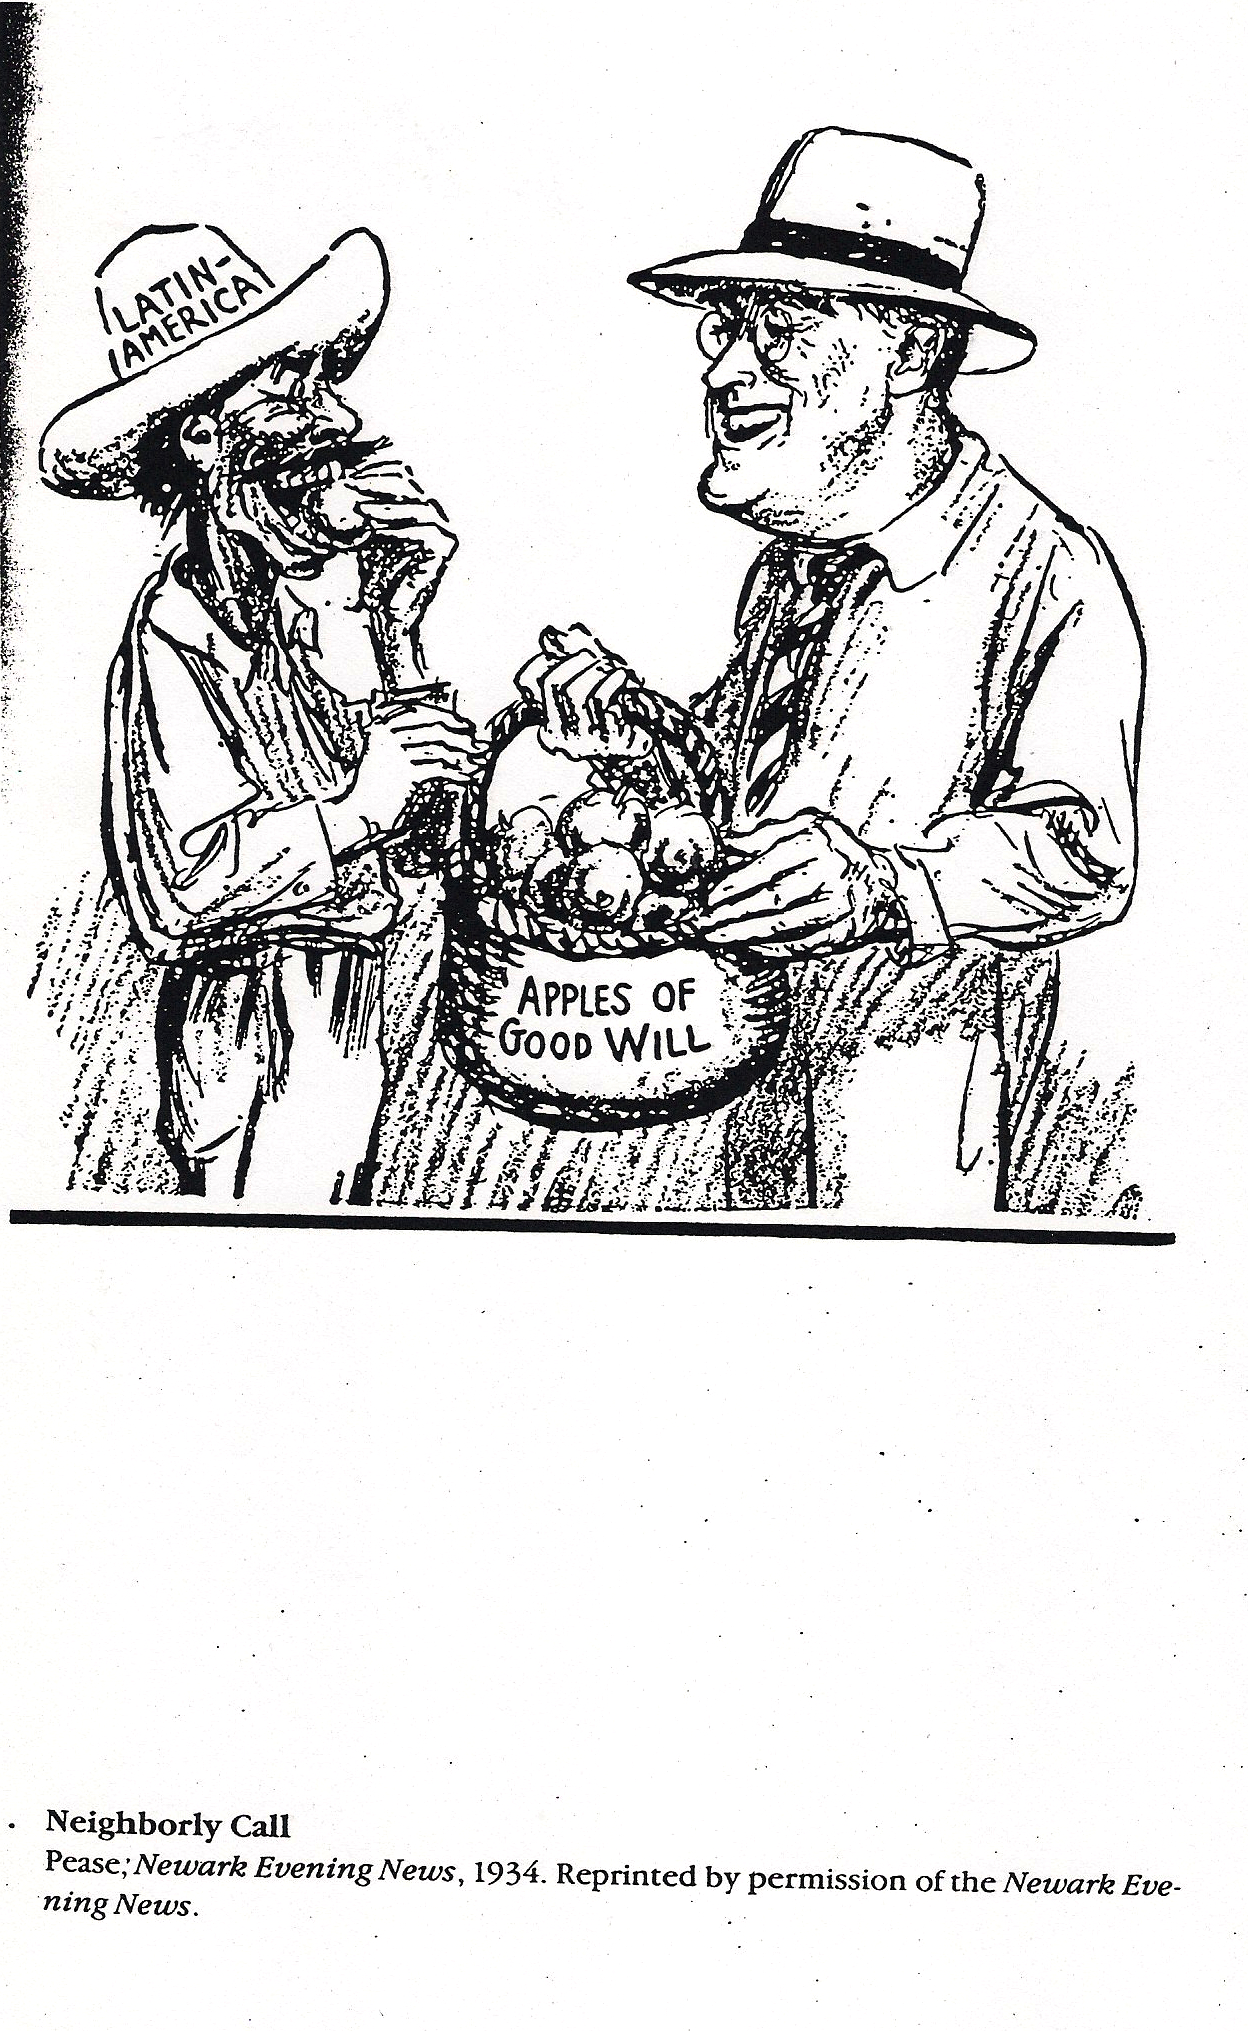 LATIN-
AMERICA
APPLES OF
GOOD WILL
Neighborly Call
Pease; Newark Evening News, 1934. Reprinted by permission of the Newark Eve-
ning News.